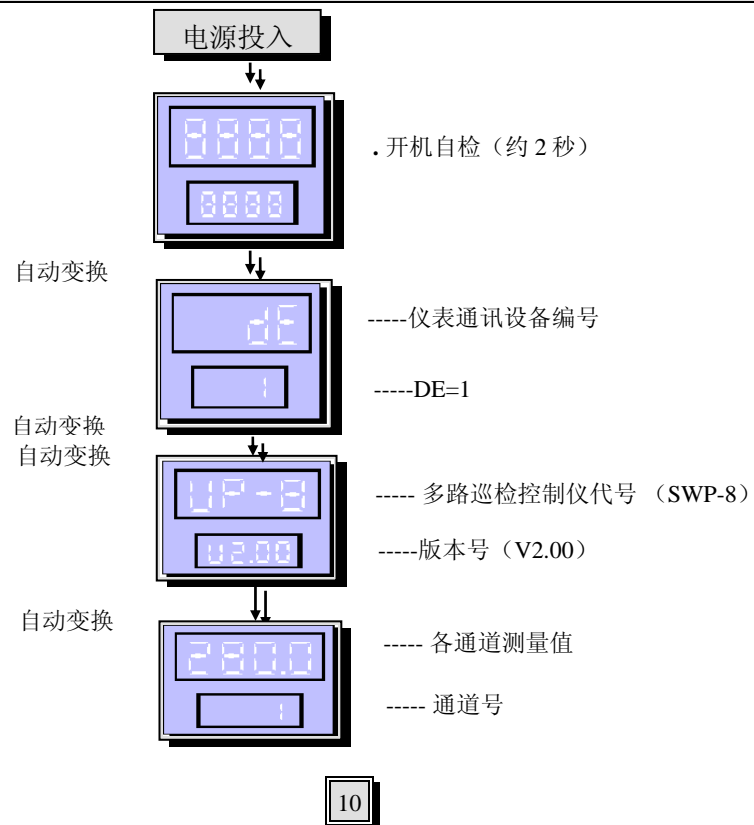 电源投入
8888
. 开机自检（约 2 秒）
8888
自动变换
dE
-----仪表通讯设备编号
1
-----DE=1
自动变换
自动变换
UP-8
----- 多路巡检控制仪代号 （SWP-8）
U2.00
-----版本号（V2.00）
自动变换
280.0
----- 各通道测量值
1
----- 通道号
10